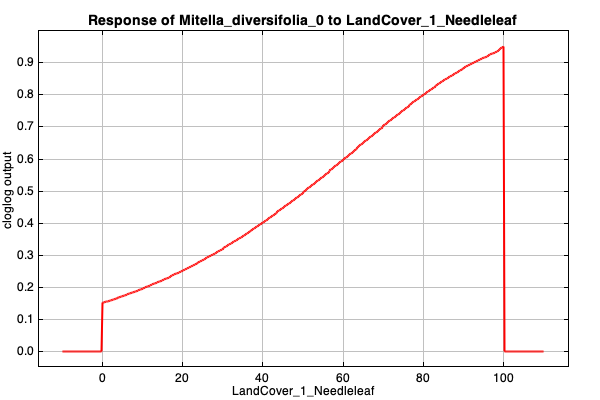 Response of Mitella_diversifolia_0 to LandCover_1_Needleleaf
cloglog output
0.9
0.8
0.7
0.6
0.5
0.4
0.3
0.2
0.1
0.0
0 20 40 60 80 100
LandCover_1_Needleleaf